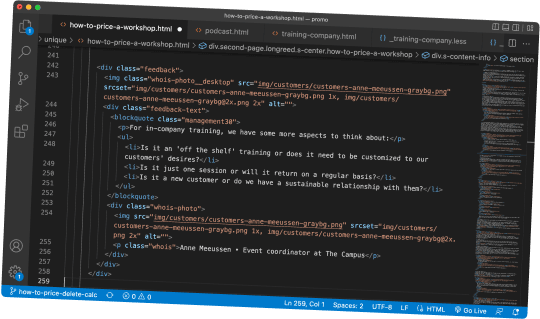 how-to-price-a-workshop.html — promo
how-to-price-a-workshop.html podcast.html training-company.html _training-company.less
unique > how-to-price-a-workshop.html > div.second-page.longreed.s-center.how-to-price-a-workshop > div.s-content-info > section
241
242 <div class="feedback">
243 <img class="whois-photo__desktop" src="img/customers/customers-anne-meeussen-graybg.png"
srcset="img/customers/customers-anne-meeussen-graybg.png 1x, img/customers/
customers-anne-meeussen-graybg@2x.png 2x" alt="">
244 <div class="feedback-text">
245 <blockquote class="management30">
246 <p>For in-company training, we have some more aspects to think about:</p>
247 <ul>
248 <li>Is it an 'off the shelf' training or does it need to be customized to our
customers' desires?</li>
249 <li>Is it just one session or will it return on a regular basis?</li>
250 <li>Is it a new customer or do we have a sustainable relationship with them?</li>
251 </ul>
252 </blockquote>
253 <div class="whois-photo">
254 <img src="img/customers/customers-anne-meeussen-graybg.png" srcset="img/customers/
customers-anne-meeussen-graybg.png 1x, img/customers/customers-anne-meeussen-graybg@2x.
png 2x" alt="">
255 <p class="whois">Anne Meeussen • Event coordinator at The Campus</p>
256 </div>
257 </div>
258 </div>
259
how-to-price-delete-calc 0 0 Ln 259, Col 1 Spaces: 2 UTF-8 LF HTML Go Live